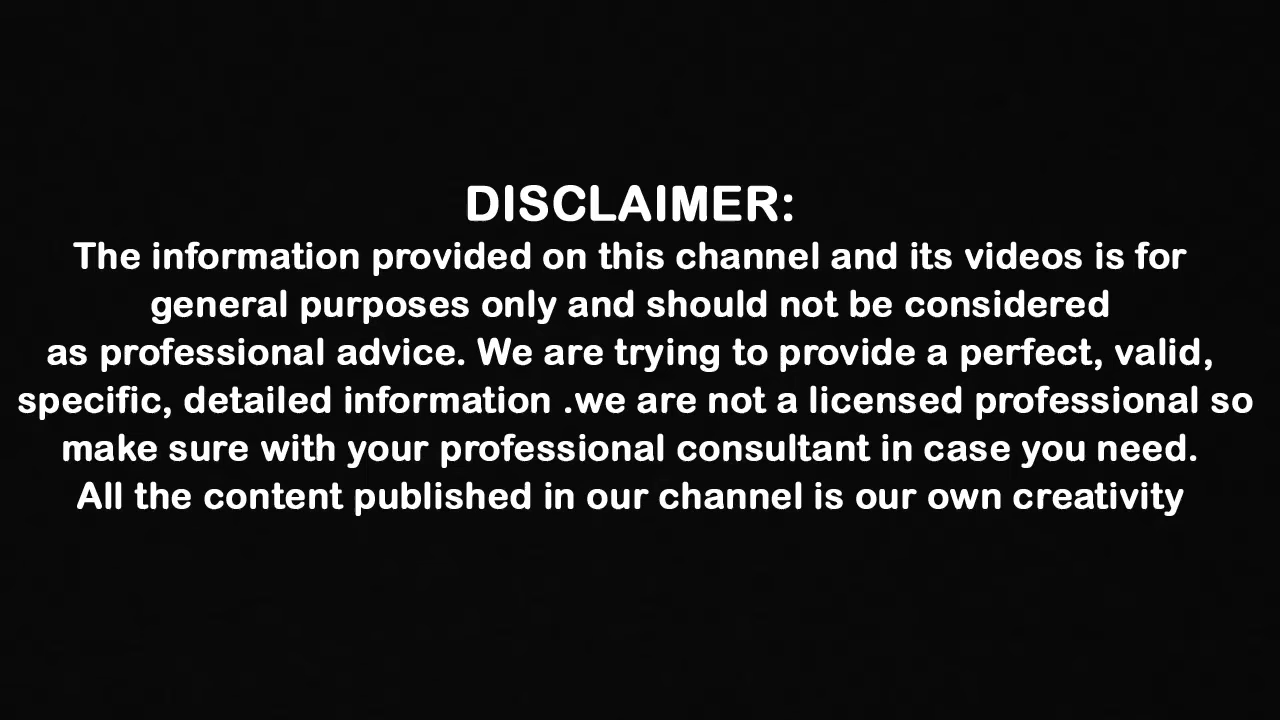 DISCLAIMER:
The information provided on this channel and its videos is for
general purposes only and should not be considered
as professional advice. We are trying to provide a perfect, valid,
specific, detailed information .we are not a licensed professional so
make sure with your professional consultant in case you need.
All the content published in our channel is our own creativity